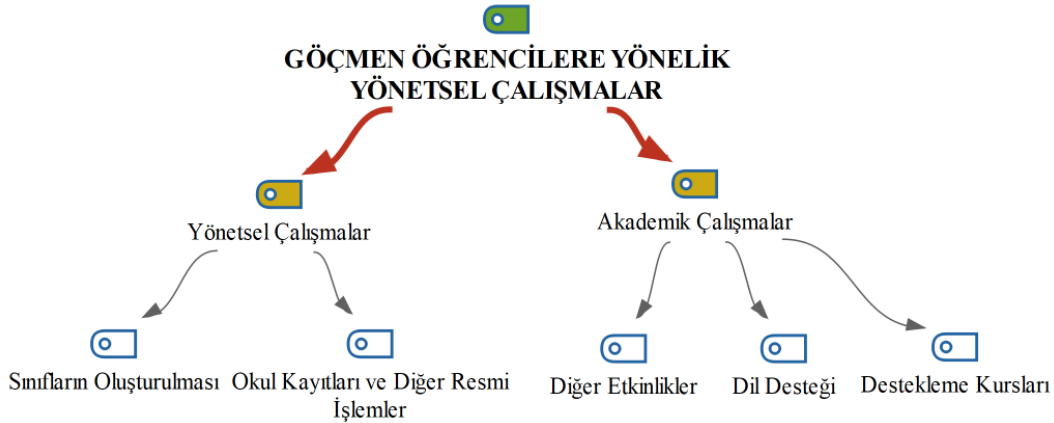 GÖÇMEN ÖĞRENCİLERE YÖNELİK
YÖNETSEL ÇALIŞMALAR
Yönetsel Çalışmalar
Akademik Çalışmalar
Sınıfların Oluşturulması
Okul Kayıtları ve Diğer Resmi
İşlemler
Diğer Etkinlikler
Dil Desteği
Destekleme Kursları